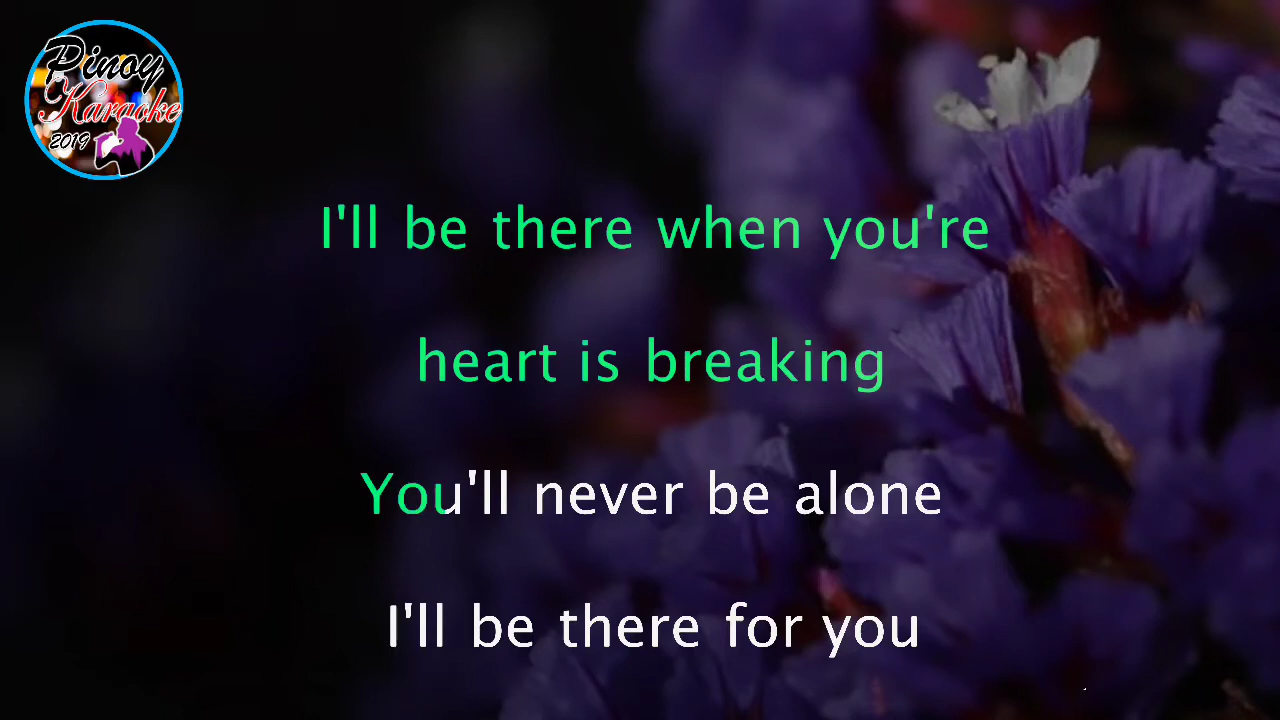 Pinoy
Karaoke
2019
I'll be there when you're
heart is breaking
You'll never be alone
I'll be there for you